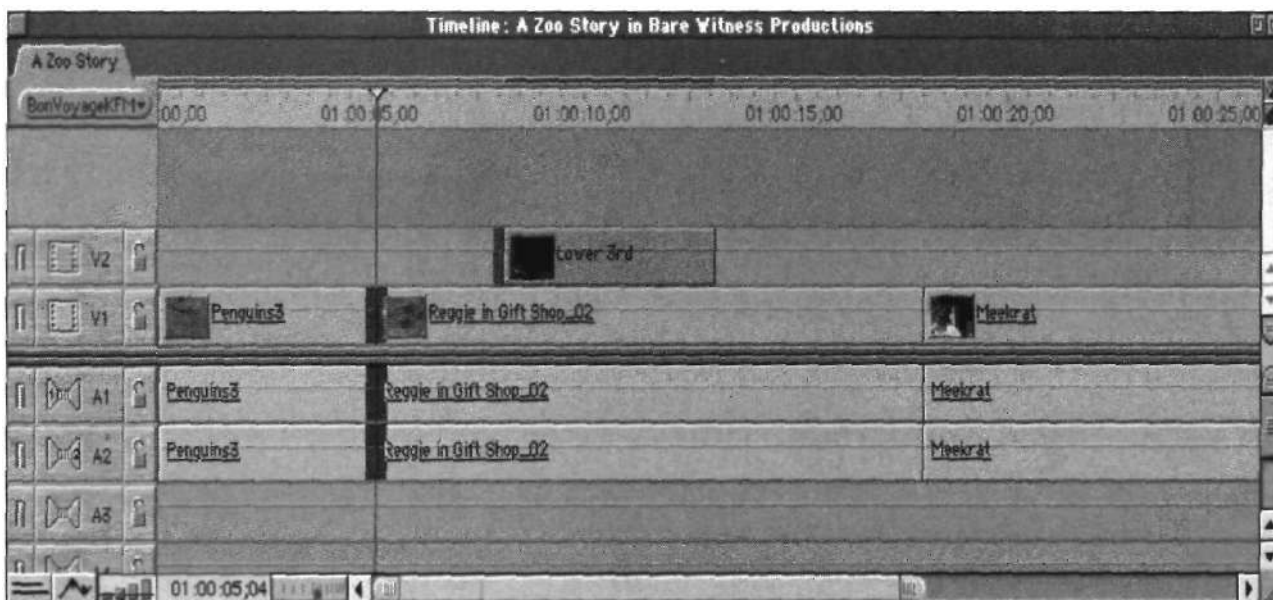 Timeline: A Zoo Story in Bare Witness Productions
A Zoo Story
BonVoyageKFM
00;00 01:00:05;00 01:00:10;00 01:00:15;00 01:00:20;00 01:00:25;00
V2 Lower 3rd
V1 Penguins3 Reggie in Gift Shop_02 Meekrat
A1 Penguins3 Reggie in Gift Shop_02 Meekrat
A2 Penguins3 Reggie in Gift Shop_02 Meekrat
A3
01:00:05;04